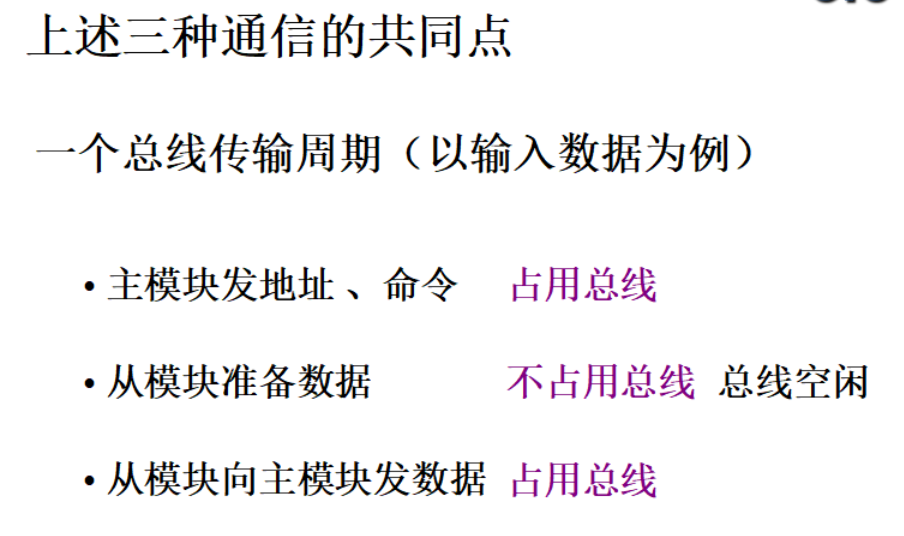 上述三种通信的共同点
一个总线传输周期（以输入数据为例）
• 主模块发地址 、命令 占用总线
• 从模块准备数据 不占用总线 总线空闲
• 从模块向主模块发数据 占用总线